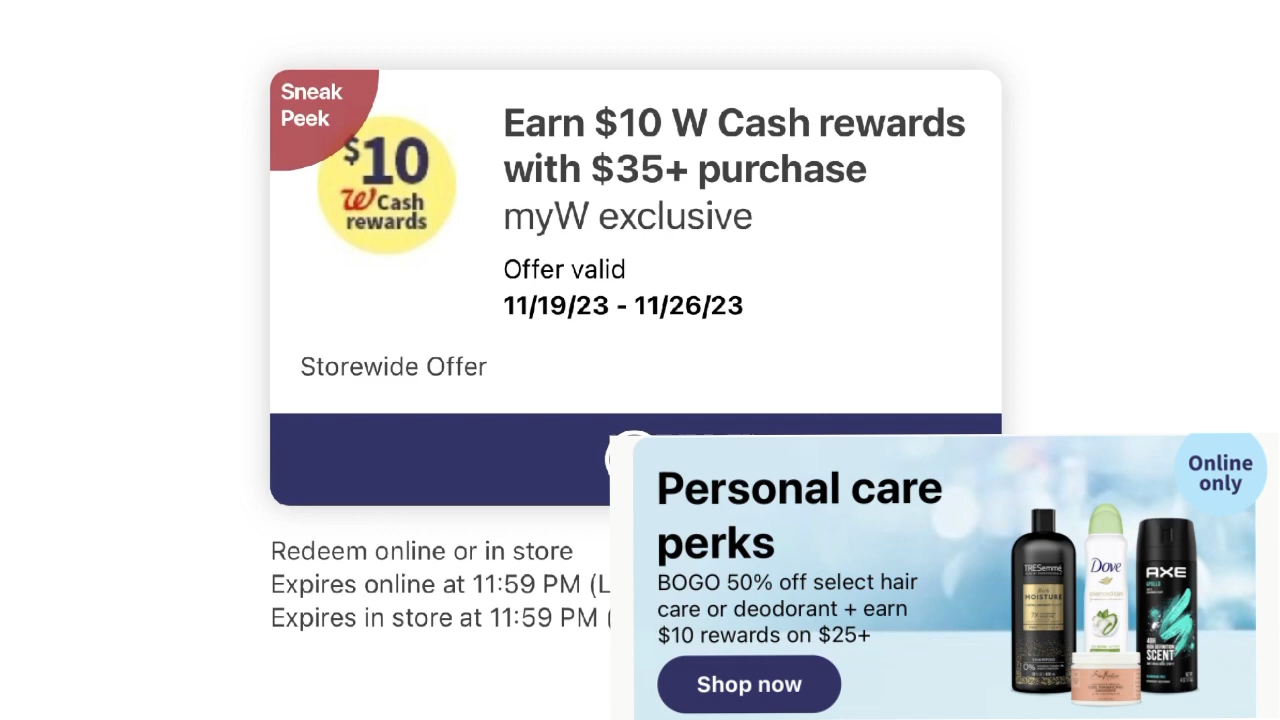 Sneak
Peek
$10
W Cash
rewards
Earn $10 W Cash rewards
with $35+ purchase
myW exclusive
Offer valid
11/19/23 - 11/26/23
Storewide Offer
Redeem online or in store
Expires online at 11:59 PM (L
Expires in store at 11:59 PM (
Personal care
perks
BOGO 50% off select hair
care or deodorant + earn
$10 rewards on $25+
Shop now
Online
only
TRESemmé
MOISTURE
0%
Dove
AXE
APOLLO
48H
SCENT